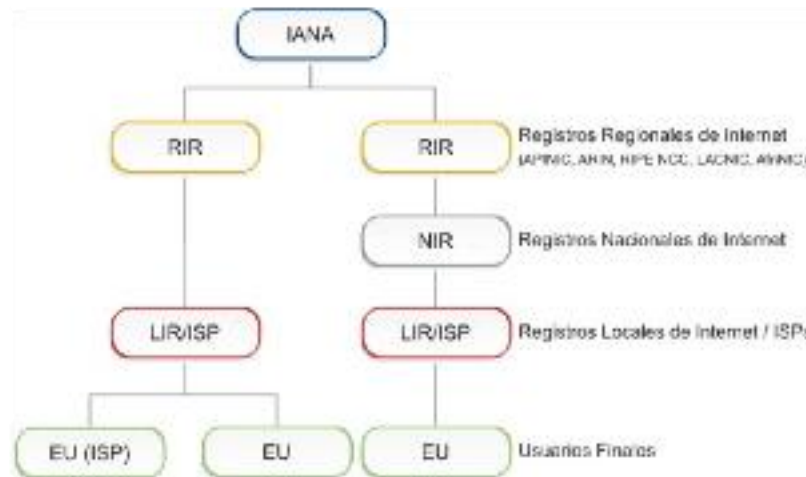 IANA
RIR
RIR
Registros Regionales de Internet
(APNIC, ARIN, RIPE NCC, LACNIC, AfriNIC)
NIR
Registros Nacionales de Internet
LIR/ISP
LIR/ISP
Registros Locales de Internet / ISPs
EU (ISP)
EU
EU
Usuarios Finales